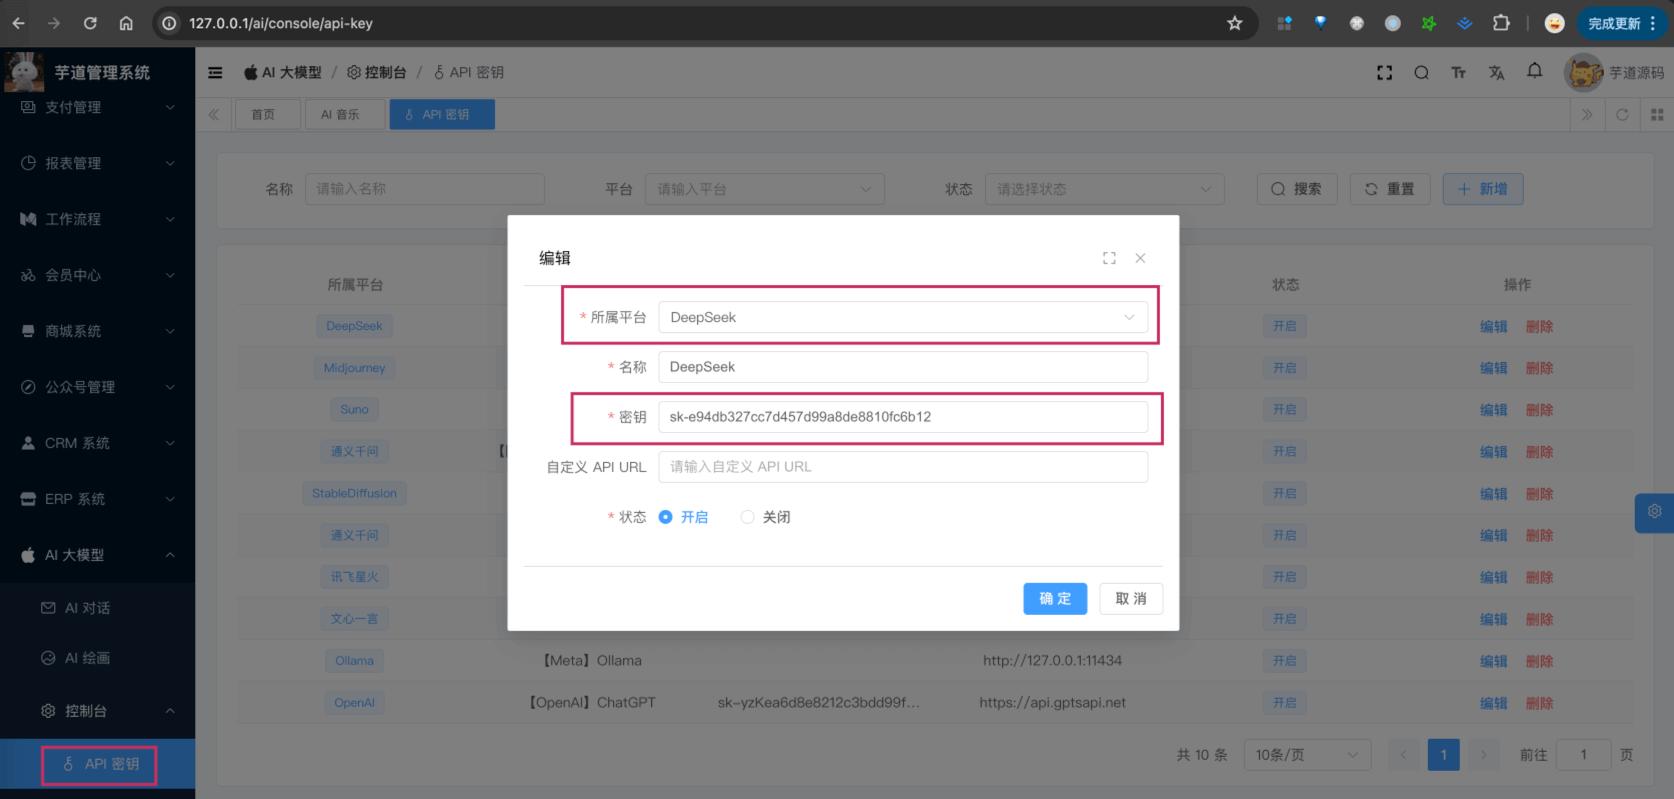 127.0.0.1/ai/console/api-key
完成更新
芋道管理系统
支付管理
报表管理
工作流程
会员中心
商城系统
公众号管理
CRM 系统
ERP 系统
AI 大模型
AI 对话
AI 绘画
控制台
API 密钥
AI 大模型 / 控制台 / API 密钥
芋道源码
首页
AI 音乐
API 密钥
名称 请输入名称 平台 请输入平台 状态 请选择状态 搜索 重置 新增
所属平台 状态 操作
DeepSeek 开启 编辑 删除
Midjourney 开启 编辑 删除
Suno 开启 编辑 删除
通义千问 开启 编辑 删除
StableDiffusion 开启 编辑 删除
通义千问 开启 编辑 删除
讯飞星火 开启 编辑 删除
文心一言 开启 编辑 删除
Ollama 【Meta】Ollama http://127.0.0.1:11434 开启 编辑 删除
OpenAI 【OpenAI】ChatGPT sk-yzKea6d8e8212c3bdd99f... https://api.gptsapi.net 开启 编辑 删除
共 10 条 10条/页 1 前往 1 页
编辑
* 所属平台 DeepSeek
* 名称 DeepSeek
* 密钥 sk-e94db327cc7d457d99a8de8810fc6b12
自定义 API URL 请输入自定义 API URL
* 状态 开启 关闭
确 定 取 消